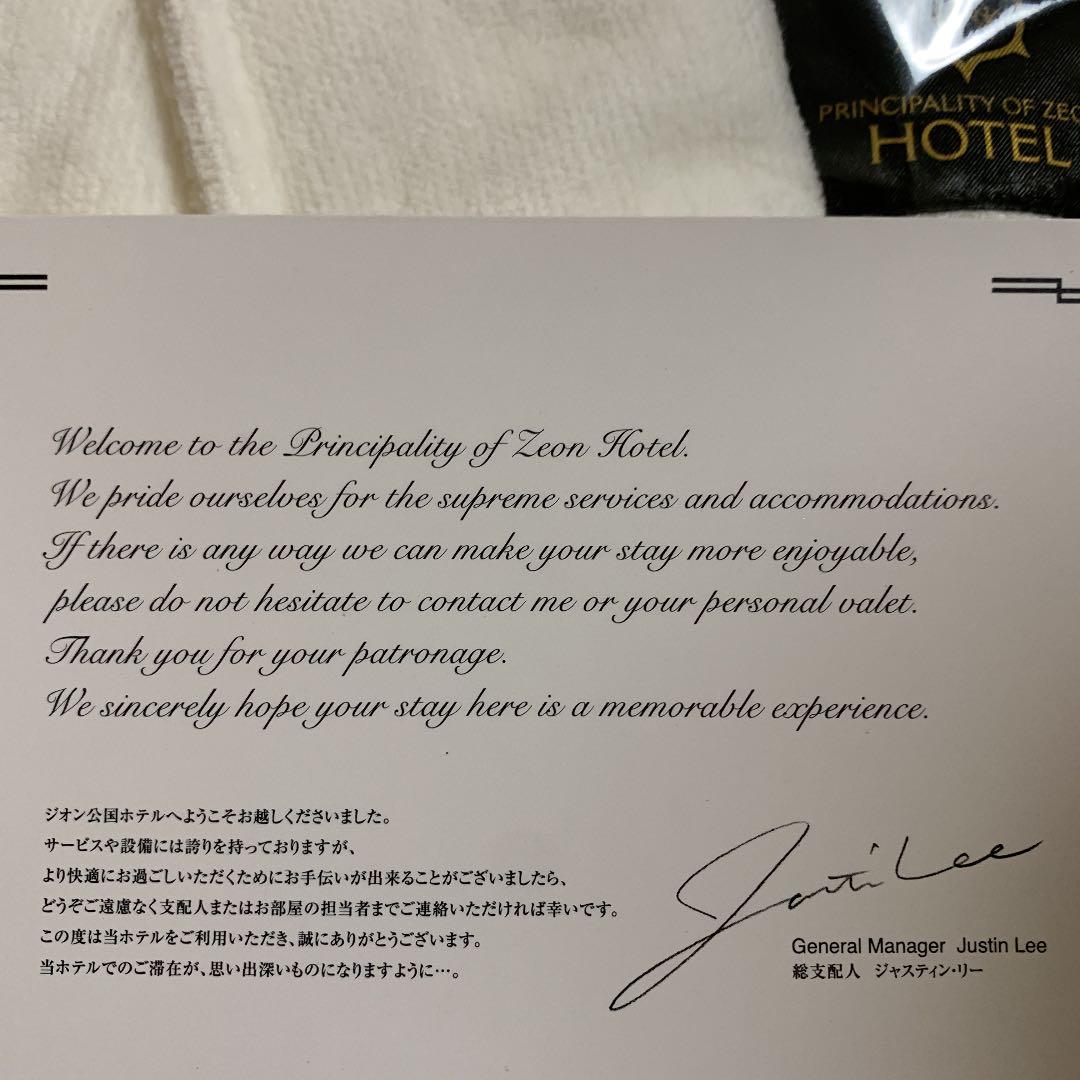 PRINCIPALITY OF
HOTEL
Welcome to the Principality of Zeon Hotel.
We pride ourselves for the supreme services and accommodations.
If there is any way we can make your stay more enjoyable,
please do not hesitate to contact me or your personal valet.
Thank you for your patronage.
We sincerely hope your stay here is a memorable experience.
ジオン公国ホテルへようこそお越しくださいました。
サービスや設備には誇りを持っておりますが、
より快適にお過ごしいただくためにお手伝いが出来ることがございましたら、
どうぞご遠慮なく支配人またはお部屋の担当者までご連絡いただければ幸いです。
この度は当ホテルをご利用いただき、誠にありがとうございます。
当ホテルでのご滞在が、思い出深いものになりますように…。
Justin Lee
General Manager Justin Lee
総支配人 ジャスティン・リー